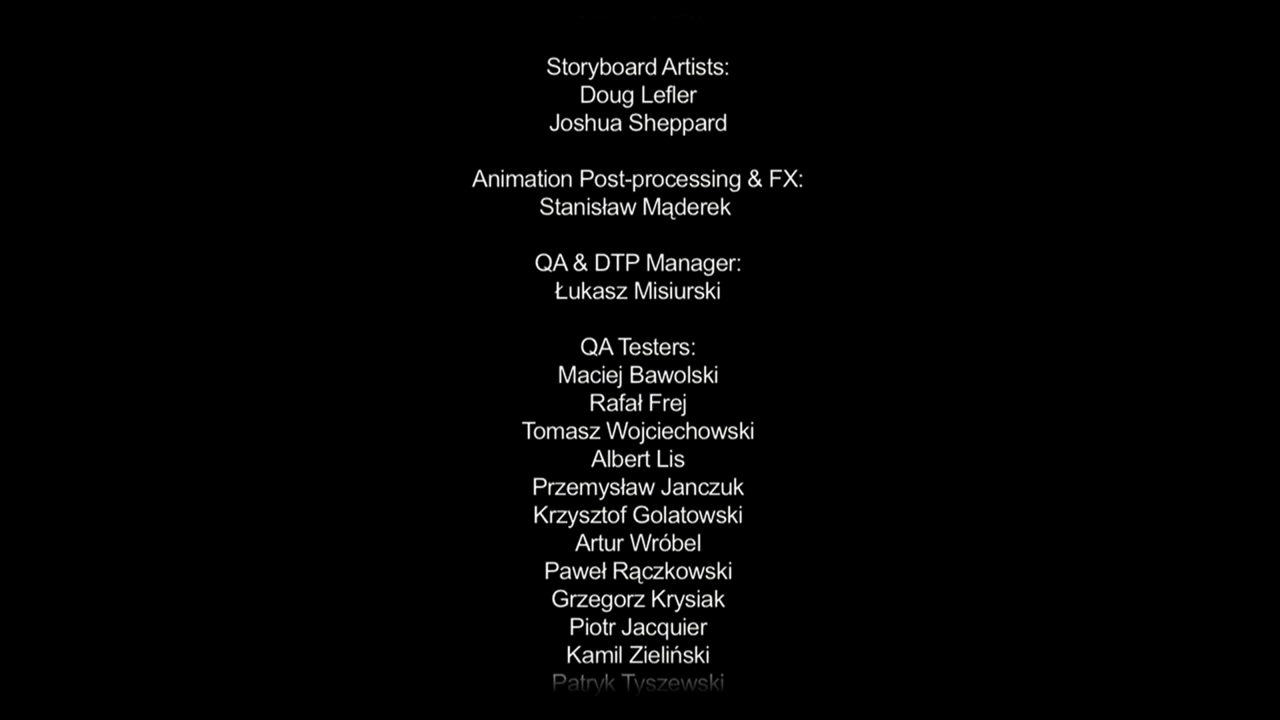 Storyboard Artists:
Doug Lefler
Joshua Sheppard
Animation Post-processing & FX:
Stanisław Mąderek
QA & DTP Manager:
Łukasz Misiurski
QA Testers:
Maciej Bawolski
Rafał Frej
Tomasz Wojciechowski
Albert Lis
Przemysław Janczuk
Krzysztof Golatowski
Artur Wróbel
Paweł Rączkowski
Grzegorz Krysiak
Piotr Jacquier
Kamil Zieliński
Patryk Tyszewski